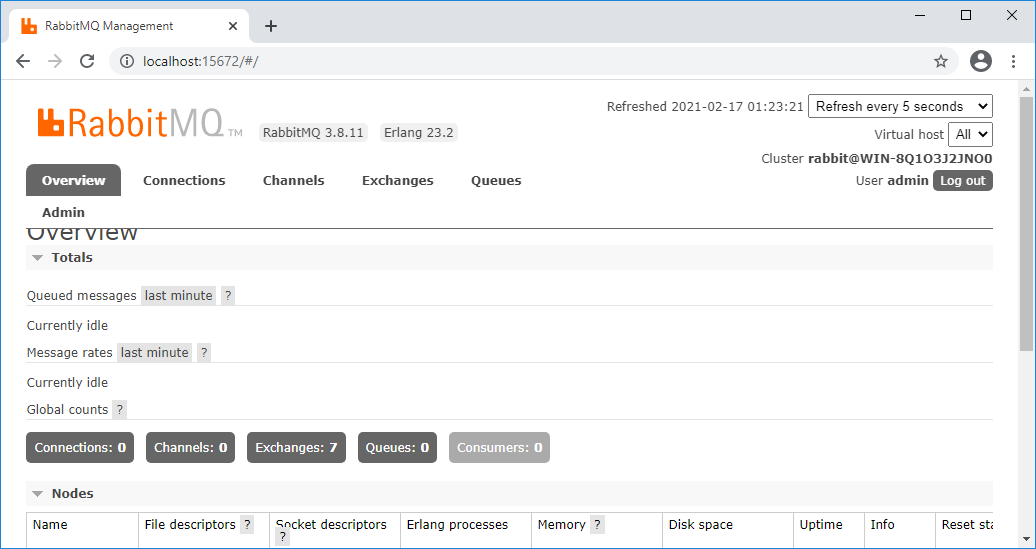 RabbitMQ Management
localhost:15672/#/
RabbitMQ TM RabbitMQ 3.8.11 Erlang 23.2
Refreshed 2021-02-17 01:23:21 Refresh every 5 seconds
Virtual host All
Cluster rabbit@WIN-8Q1O3J2JNO0
User admin Log out
Overview Connections Channels Exchanges Queues
Admin
Overview
Totals
Queued messages last minute ?
Currently idle
Message rates last minute ?
Currently idle
Global counts ?
Connections: 0 Channels: 0 Exchanges: 7 Queues: 0 Consumers: 0
Nodes
Name File descriptors ? Socket descriptors ? Erlang processes Memory ? Disk space Uptime Info Reset sta